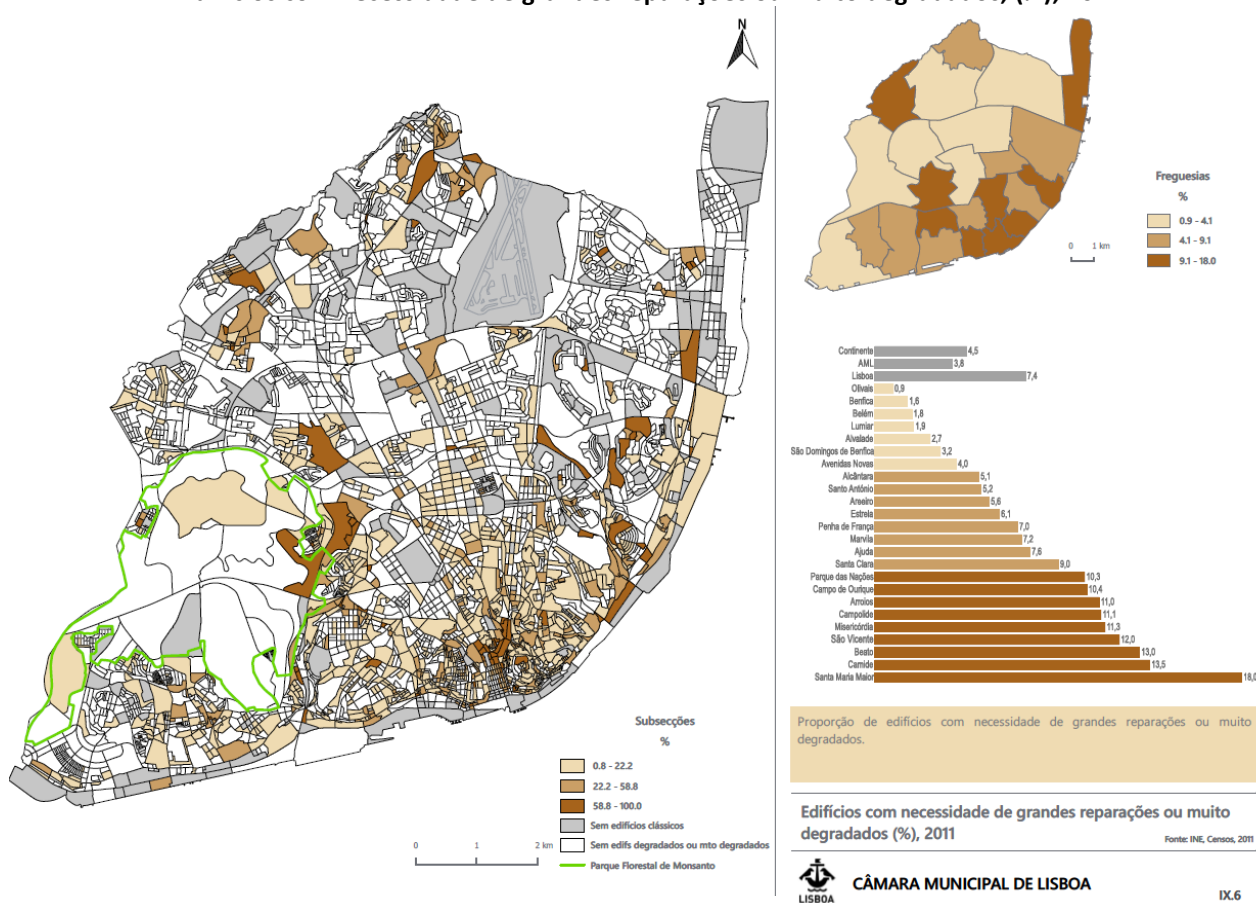 N
Freguesias
%
0.9 - 4.1
4.1 - 9.1
9.1 - 18.0
0 1 km
Continente 4,5
AML 3,8
Lisboa 7,4
Olivais 0,9
Benfica 1,6
Belém 1,8
Lumiar 1,9
Alvalade 2,7
São Domingos de Benfica 3,2
Avenidas Novas 4,0
Alcântara 5,1
Santo António 5,2
Areeiro 5,6
Estrela 6,1
Penha de França 7,0
Marvila 7,2
Ajuda 7,6
Santa Clara 9,0
Parque das Nações 10,3
Campo de Ourique 10,4
Arroios 11,0
Campolide 11,1
Misericórdia 11,3
São Vicente 12,0
Beato 13,0
Carnide 13,5
Santa Maria Maior 18,0
Subsecções
%
0.8 - 22.2
22.2 - 58.8
58.8 - 100.0
Sem edifícios clássicos
Sem edifs degradados ou mto degradados
Parque Florestal de Monsanto
0 1 2 km
Proporção de edifícios com necessidade de grandes reparações ou muito
degradados.
Edifícios com necessidade de grandes reparações ou muito
degradados (%), 2011
Fonte: INE, Censos, 2011
LISBOA
CÂMARA MUNICIPAL DE LISBOA
IX.6